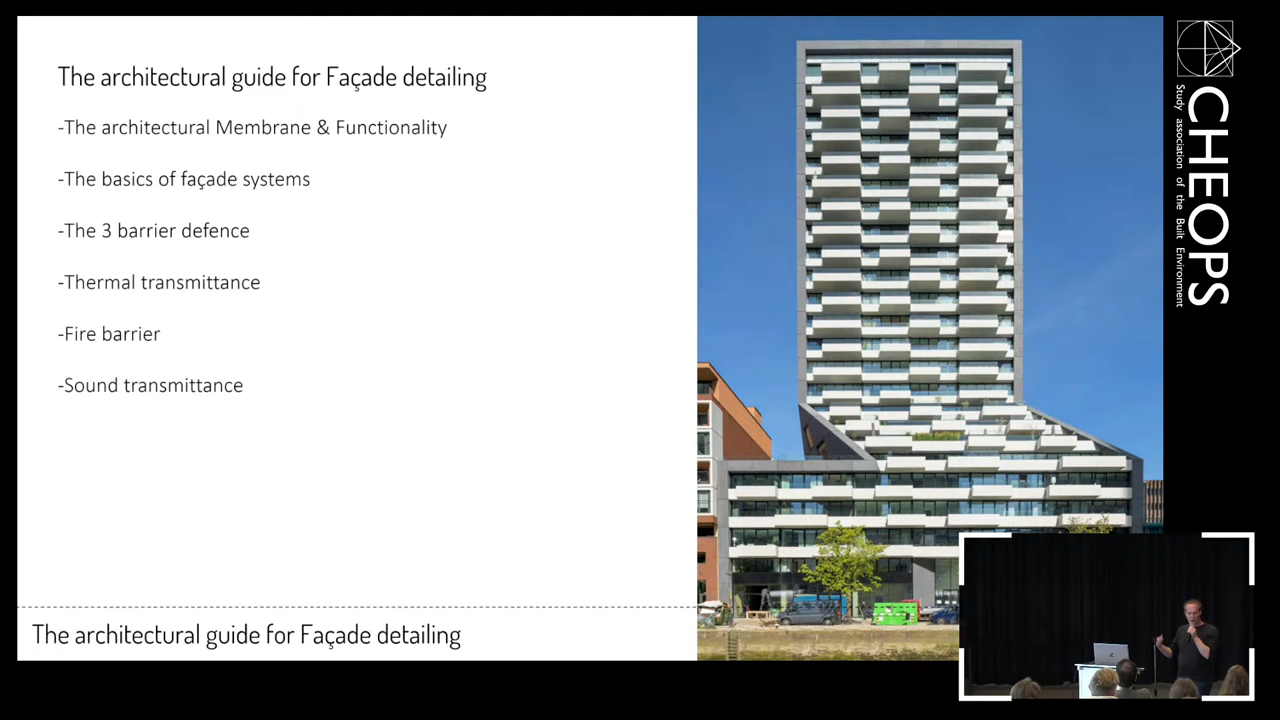 The architectural guide for Façade detailing
-The architectural Membrane & Functionality
-The basics of façade systems
-The 3 barrier defence
-Thermal transmittance
-Fire barrier
-Sound transmittance
The architectural guide for Façade detailing
CHEOPS
Study association of the Built Environment